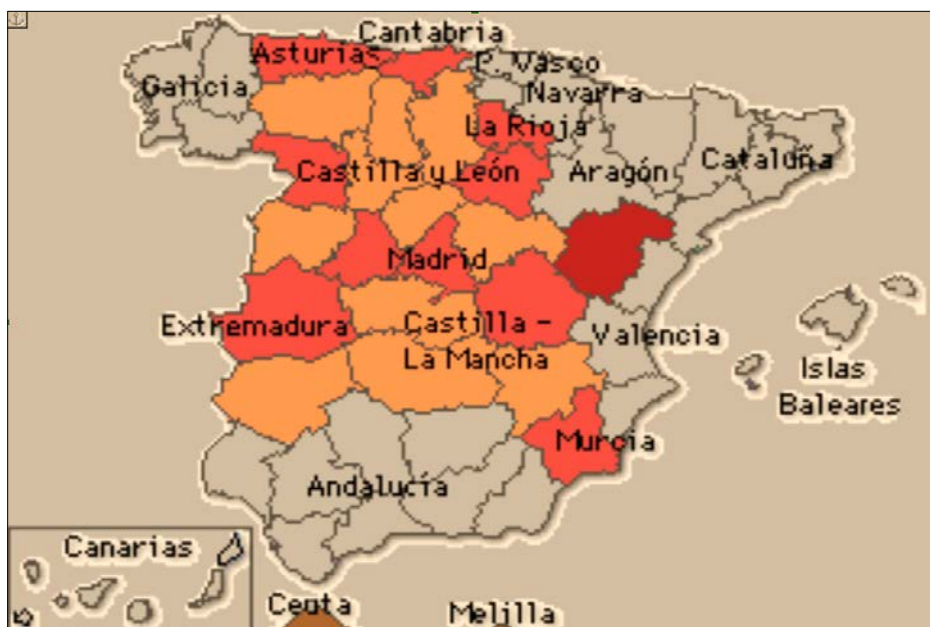 Cantabria
Asturias
P. Vasco
Galicia
Navarra
La Rioja
Castilla y León
Aragón
Cataluña
Madrid
Extremadura
Castilla -
La Mancha
Valencia
Islas
Baleares
Murcia
Andalucía
Canarias
Ceuta
Melilla